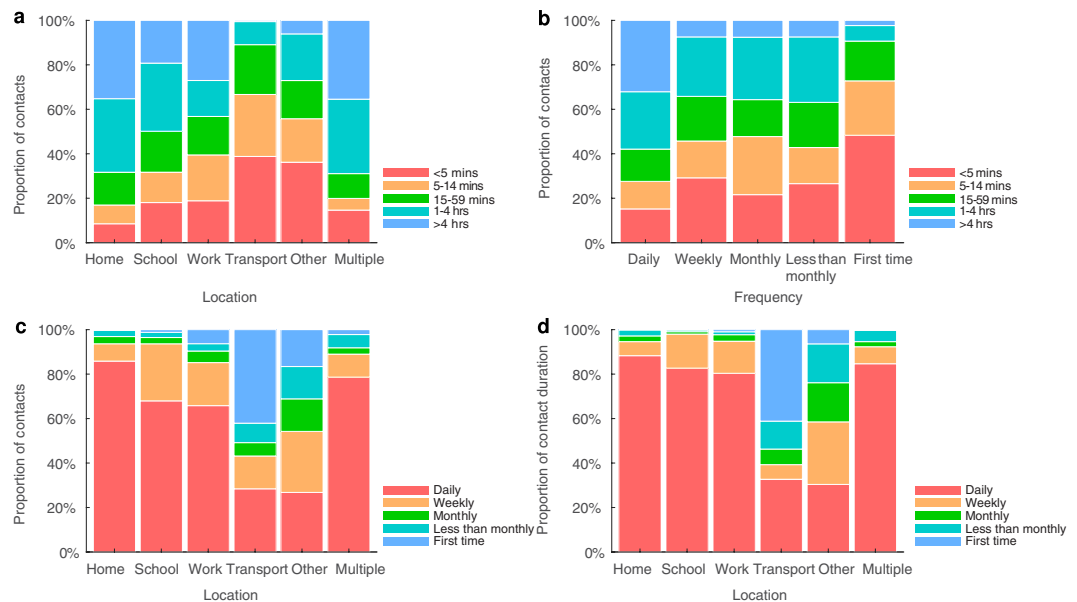 a
Proportion of contacts
100%
80%
60%
40%
20%
0%
Home School Work Transport Other Multiple
Location
<5 mins
5-14 mins
15-59 mins
1-4 hrs
>4 hrs
b
Proportion of contacts
100%
80%
60%
40%
20%
0%
Daily Weekly Monthly Less than First time
monthly
Frequency
<5 mins
5-14 mins
15-59 mins
1-4 hrs
>4 hrs
c
Proportion of contacts
100%
80%
60%
40%
20%
0%
Home School Work Transport Other Multiple
Location
Daily
Weekly
Monthly
Less than monthly
First time
d
Proportion of contact duration
100%
80%
60%
40%
20%
0%
Home School Work Transport Other Multiple
Location
Daily
Weekly
Monthly
Less than monthly
First time